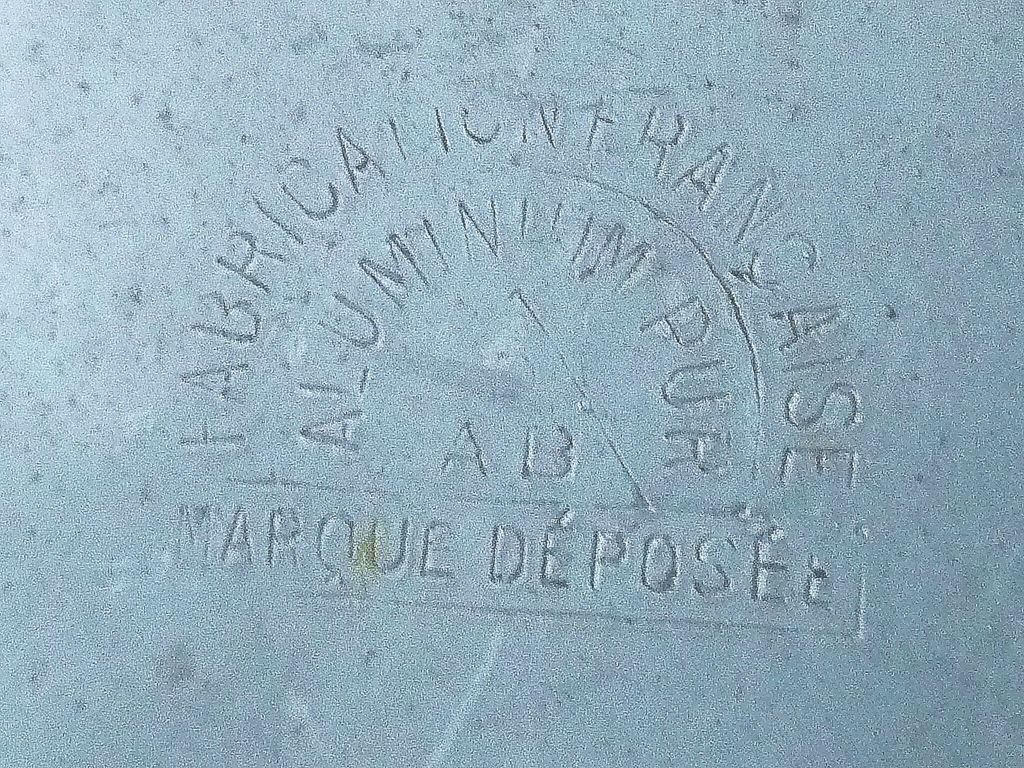 FABRICATION FRANÇAISE
ALUMINIUM PUR
AB
MARQUE DÉPOSÉE